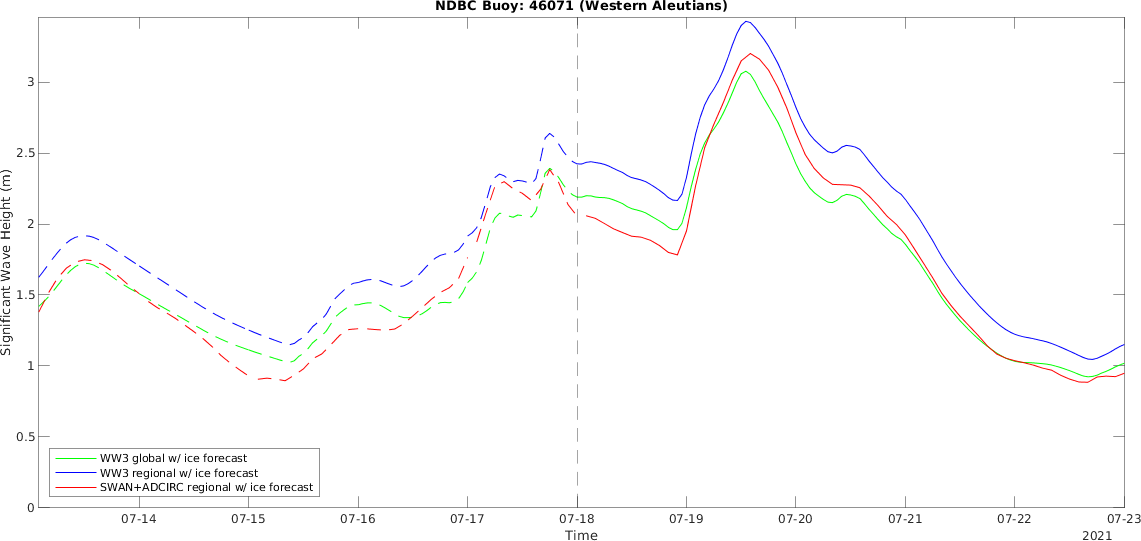 NDBC Buoy: 46071 (Western Aleutians)
Significant Wave Height (m)
3
2.5
2
1.5
1
0.5
0
WW3 global w/ ice forecast
WW3 regional w/ ice forecast
SWAN+ADCIRC regional w/ ice forecast
07-14 07-15 07-16 07-17 07-18 07-19 07-20 07-21 07-22 07-23
Time
2021